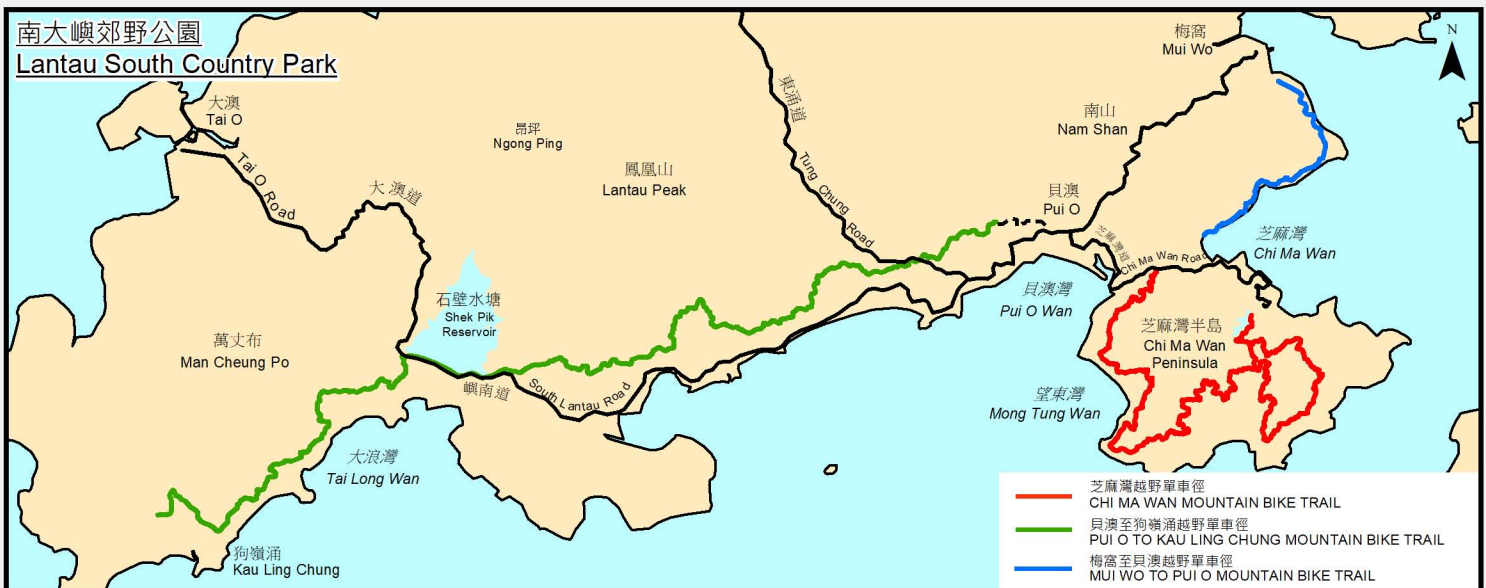 南大嶼郊野公園
Lantau South Country Park
梅窩
Mui Wo
N
大澳
Tai O
東涌道
南山
Nam Shan
昂坪
Ngong Ping
Tai O Road
大澳道
鳳凰山
Lantau Peak
Tung Chung Road
貝澳
Pui O
芝麻灣道
Chi Ma Wan Road
芝麻灣
Chi Ma Wan
石壁水塘
Shek Pik
Reservoir
貝澳灣
Pui O Wan
萬丈布
Man Cheung Po
芝麻灣半島
Chi Ma Wan
Peninsula
嶼南道
South Lantau Road
望東灣
Mong Tung Wan
大浪灣
Tai Long Wan
狗嶺涌
Kau Ling Chung
芝麻灣越野單車徑
CHI MA WAN MOUNTAIN BIKE TRAIL
貝澳至狗嶺涌越野單車徑
PUI O TO KAU LING CHUNG MOUNTAIN BIKE TRAIL
梅窩至貝澳越野單車徑
MUI WO TO PUI O MOUNTAIN BIKE TRAIL